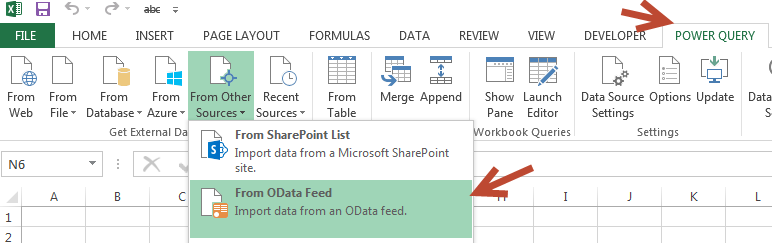 abc
FILE HOME INSERT PAGE LAYOUT FORMULAS DATA REVIEW VIEW DEVELOPER POWER QUERY
From From From From From Other Recent From Merge Append Show Launch Data Source Options Update Data
Web File Database Azure Sources Sources Table Pane Editor Settings S
Get External Da Workbook Queries Settings
From SharePoint List
Import data from a Microsoft SharePoint
site.
N6
From OData Feed
Import data from an OData feed.
A B C H I J K L
1
2
3